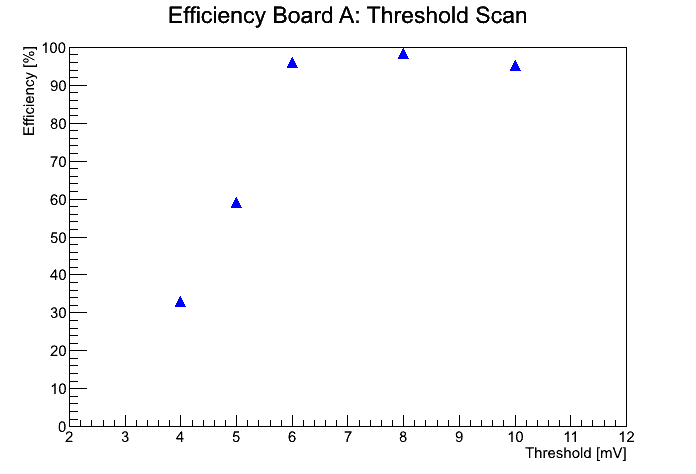 Efficiency Board A: Threshold Scan
Efficiency [%]
100
90
80
70
60
50
40
30
20
10
0
2 3 4 5 6 7 8 9 10 11 12
Threshold [mV]